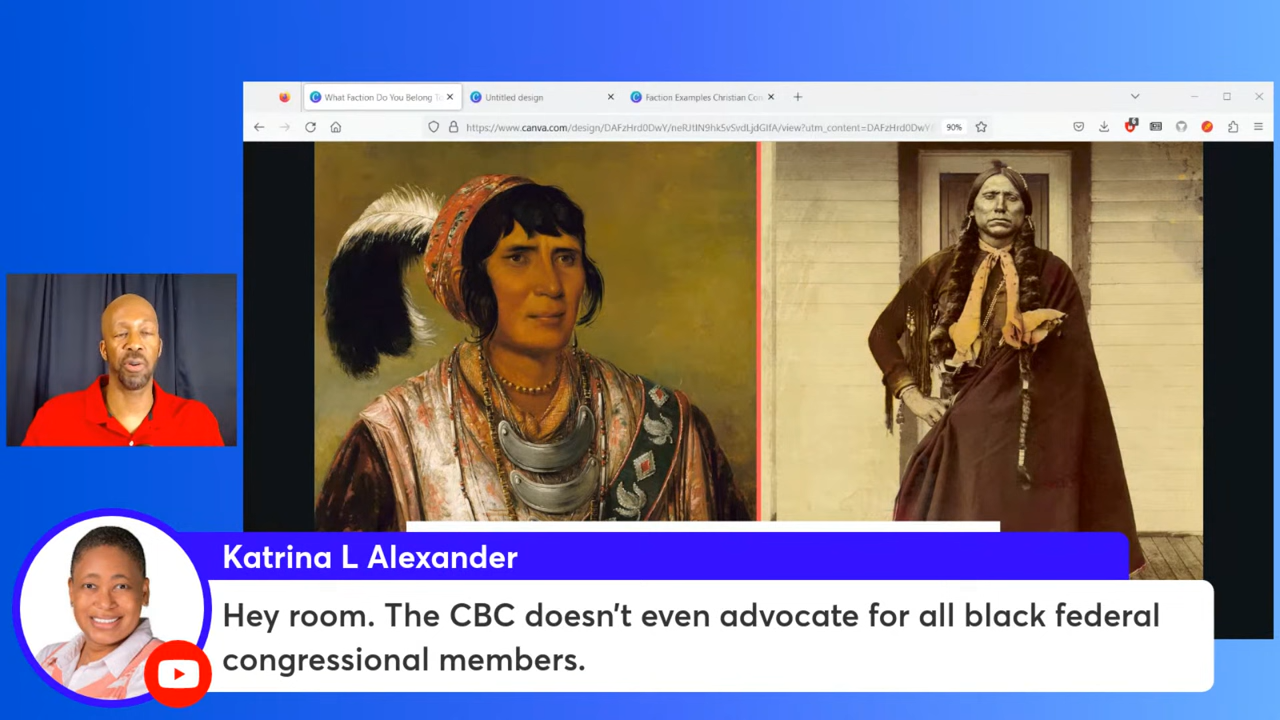 What Faction Do You Belong To
Untitled design
Faction Examples Christian Con
https://www.canva.com/design/DAFzHrd0DwY/neRJtIN9hk5vSvdLjdGIfA/view?utm_content=DAFzHrd0DwY
90%
Katrina L Alexander
Hey room. The CBC doesn't even advocate for all black federal
congressional members.